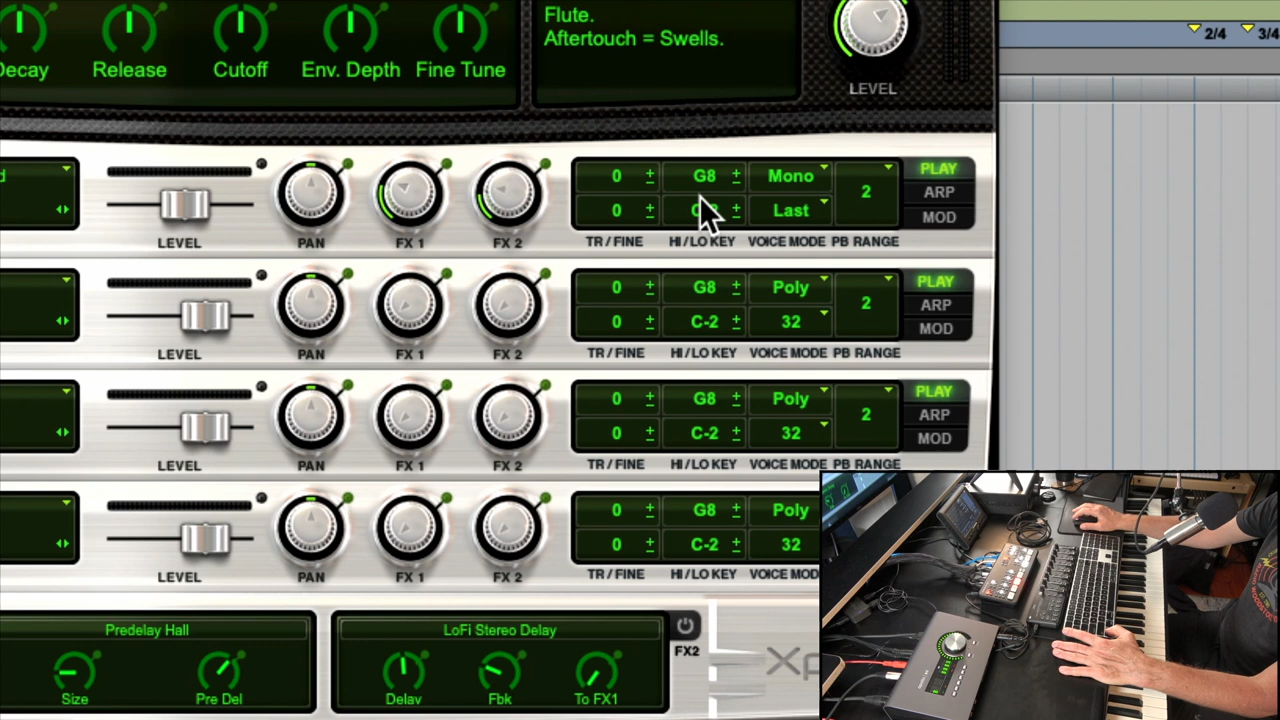 Flute.
Aftertouch = Swells.
Decay Release Cutoff Env. Depth Fine Tune
LEVEL
2/4 3/4
0 G8 Mono 2 PLAY
0 Last ARP
MOD
LEVEL PAN FX 1 FX 2 TR / FINE HI / LO KEY VOICE MODE PB RANGE
0 G8 Poly 2 PLAY
0 C-2 32 ARP
MOD
LEVEL PAN FX 1 FX 2 TR / FINE HI / LO KEY VOICE MODE PB RANGE
0 G8 Poly 2 PLAY
0 C-2 32 ARP
MOD
LEVEL PAN FX 1 FX 2 TR / FINE HI / LO KEY VOICE MODE PB RANGE
0 G8 Poly
0 C-2 32
LEVEL PAN FX 1 FX 2 TR / FINE HI / LO KEY VOICE MOD
Predelay Hall
Size Pre Del
LoFi Stereo Delay
Delay Fbk To FX1
FX2
Xp